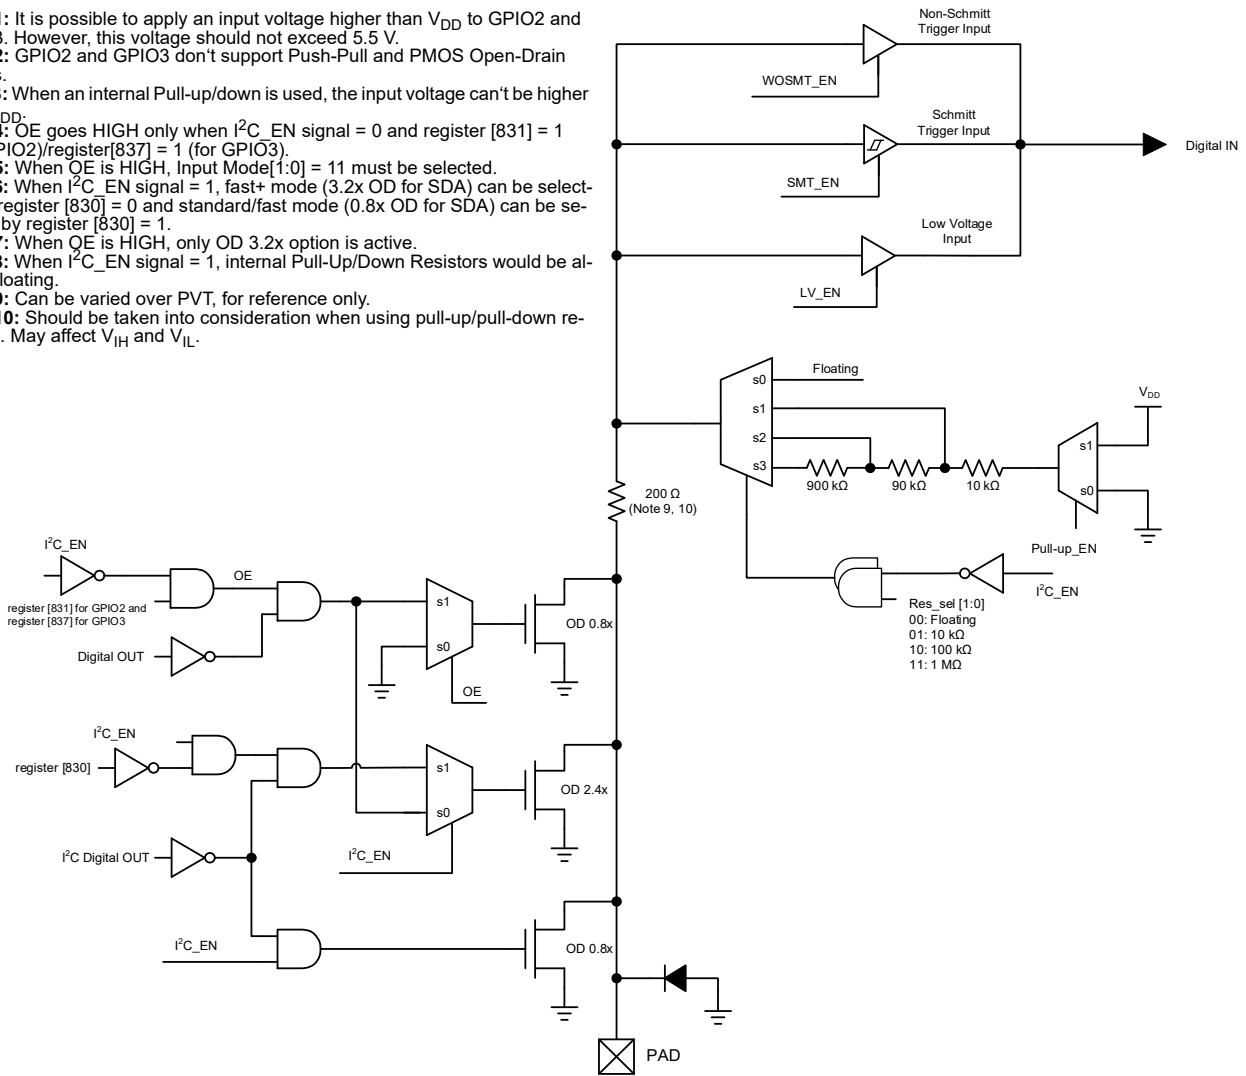 1: It is possible to apply an input voltage higher than VDD to GPIO2 and
3. However, this voltage should not exceed 5.5 V.
2: GPIO2 and GPIO3 don't support Push-Pull and PMOS Open-Drain
s.
: When an internal Pull-up/down is used, the input voltage can't be higher
DD.
4: OE goes HIGH only when I2C_EN signal = 0 and register [831] = 1
PIO2)/register[837] = 1 (for GPIO3).
5: When OE is HIGH, Input Mode[1:0] = 11 must be selected.
6: When I2C_EN signal = 1, fast+ mode (3.2x OD for SDA) can be select-
register [830] = 0 and standard/fast mode (0.8x OD for SDA) can be se-
by register [830] = 1.
7: When OE is HIGH, only OD 3.2x option is active.
8: When I2C_EN signal = 1, internal Pull-Up/Down Resistors would be al-
loating.
9: Can be varied over PVT, for reference only.
10: Should be taken into consideration when using pull-up/pull-down re-
. May affect VIH and VIL.
Non-Schmitt
Trigger Input
WOSMT_EN
Schmitt
Trigger Input
SMT_EN
Digital IN
Low Voltage
Input
LV_EN
Floating
s0
s1
s2
s3
900 kΩ
90 kΩ
10 kΩ
VDD
s1
s0
Pull-up_EN
200 Ω
(Note 9, 10)
I2C_EN
Res_sel [1:0]
00: Floating
01: 10 kΩ
10: 100 kΩ
11: 1 MΩ
I2C_EN
OE
register [831] for GPIO2 and
register [837] for GPIO3
Digital OUT
s1
s0
OE
OD 0.8x
I2C_EN
register [830]
s1
s0
I2C_EN
OD 2.4x
I2C Digital OUT
I2C_EN
OD 0.8x
PAD